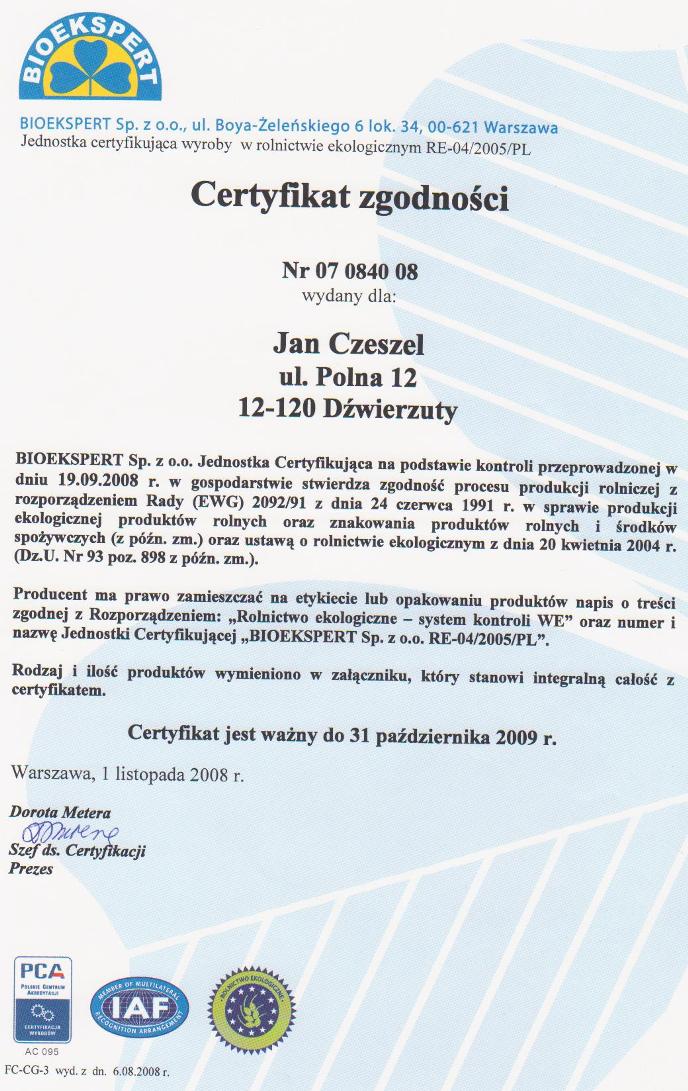 BIOEKSPERT
BIOEKSPERT Sp. z o.o., ul. Boya-Żeleńskiego 6 lok. 34, 00-621 Warszawa
Jednostka certyfikująca wyroby w rolnictwie ekologicznym RE-04/2005/PL
Certyfikat zgodności
Nr 07 0840 08
wydany dla:
Jan Czeszel
ul. Polna 12
12-120 Dźwierzuty
BIOEKSPERT Sp. z o.o. Jednostka Certyfikująca na podstawie kontroli przeprowadzonej w
dniu 19.09.2008 r. w gospodarstwie stwierdza zgodność procesu produkcji rolniczej z
rozporządzeniem Rady (EWG) 2092/91 z dnia 24 czerwca 1991 r. w sprawie produkcji
ekologicznej produktów rolnych oraz znakowania produktów rolnych i środków
spożywczych (z późn. zm.) oraz ustawą o rolnictwie ekologicznym z dnia 20 kwietnia 2004 r.
(Dz.U. Nr 93 poz. 898 z późn. zm.).
Producent ma prawo zamieszczać na etykiecie lub opakowaniu produktów napis o treści
zgodnej z Rozporządzeniem: „Rolnictwo ekologiczne – system kontroli WE” oraz numer i
nazwę Jednostki Certyfikującej „BIOEKSPERT Sp. z o.o. RE-04/2005/PL”.
Rodzaj i ilość produktów wymieniono w załączniku, który stanowi integralną całość z
certyfikatem.
Certyfikat jest ważny do 31 października 2009 r.
Warszawa, 1 listopada 2008 r.
Dorota Metera
Szef ds. Certyfikacji
Prezes
PCA
POLSKIE CENTRUM
AKREDYTACJI
CERTYFIKACJA
WYROBÓW
AC 095
MEMBER OF MULTILATERAL
IAF
RECOGNITION ARRANGEMENT
ROLNICTWO EKOLOGICZNE
FC-CG-3 wyd. z dn. 6.08.2008 r.